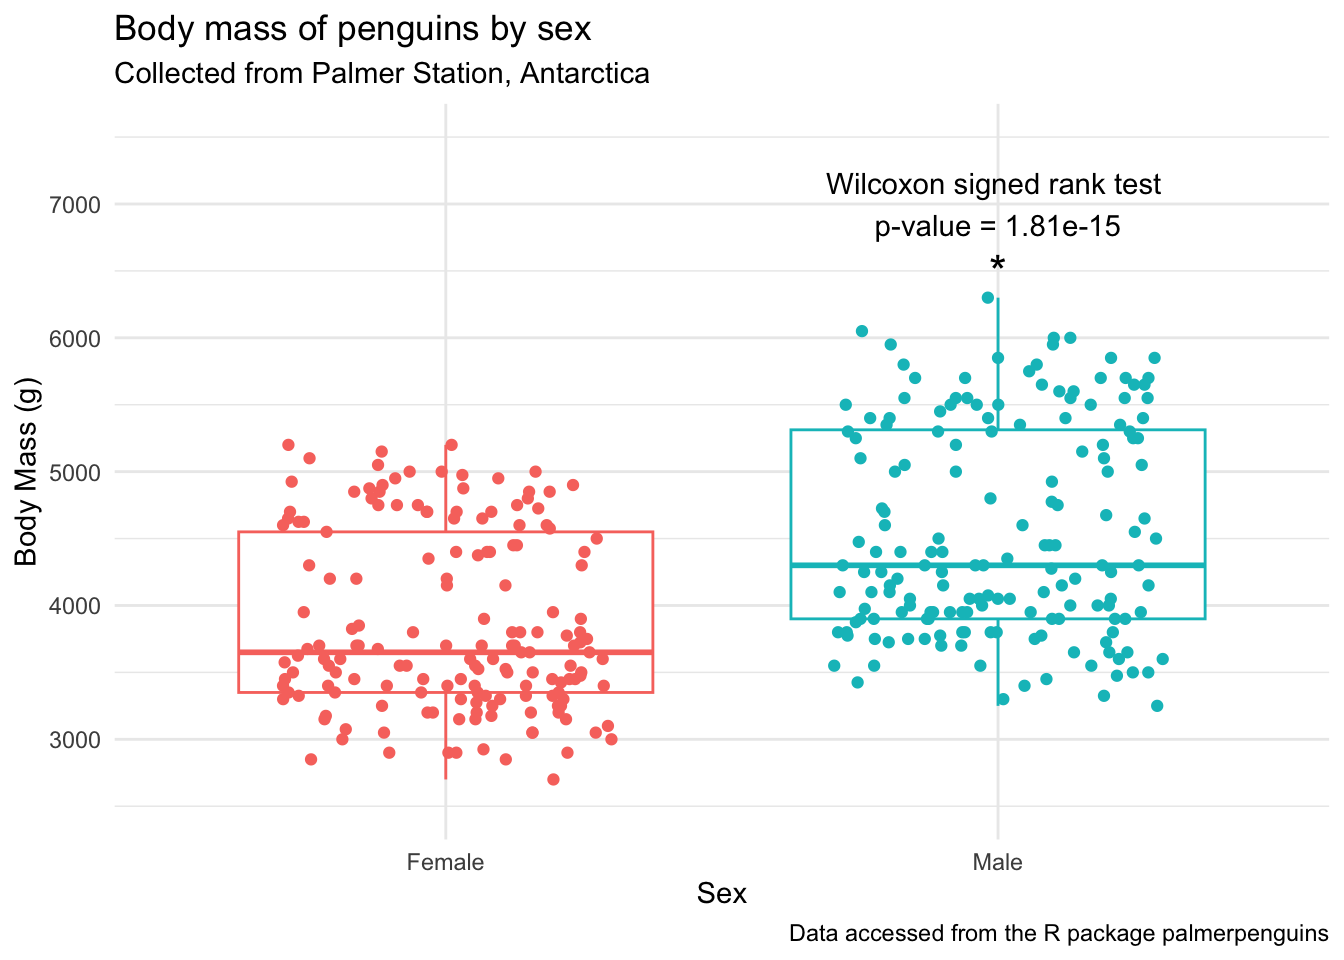 Body mass of penguins by sex
Collected from Palmer Station, Antarctica
Wilcoxon signed rank test
p-value = 1.81e-15
*
7000
6000
5000
4000
3000
Body Mass (g)
Female
Male
Sex
Data accessed from the R package palmerpenguins